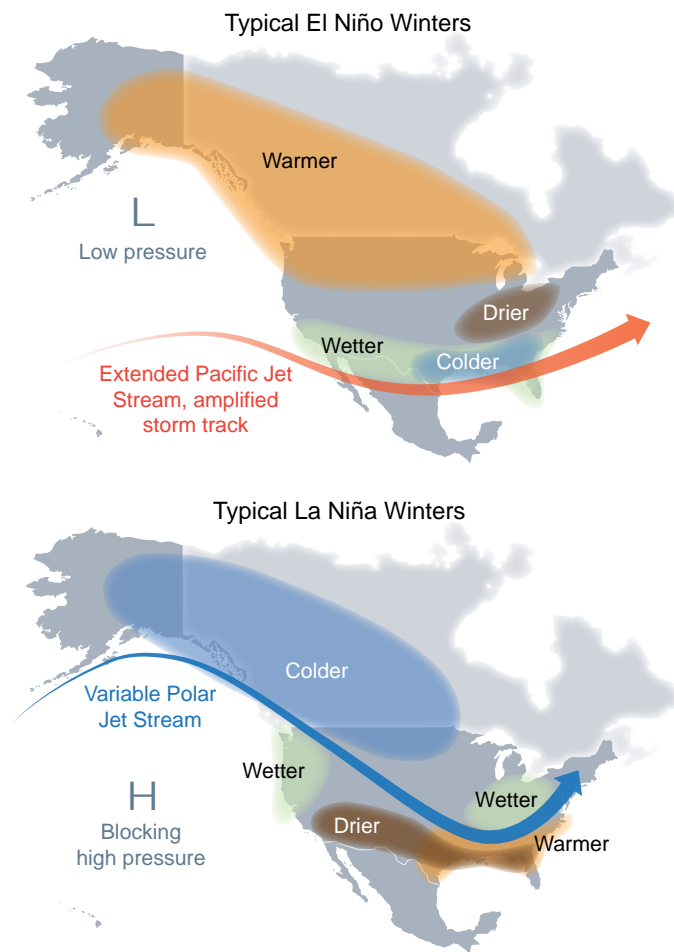 Typical El Niño Winters
Warmer
L
Low pressure
Drier
Wetter
Colder
Extended Pacific Jet
Stream, amplified
storm track
Typical La Niña Winters
Colder
Variable Polar
Jet Stream
Wetter
H
Wetter
Drier
Blocking
high pressure
Warmer